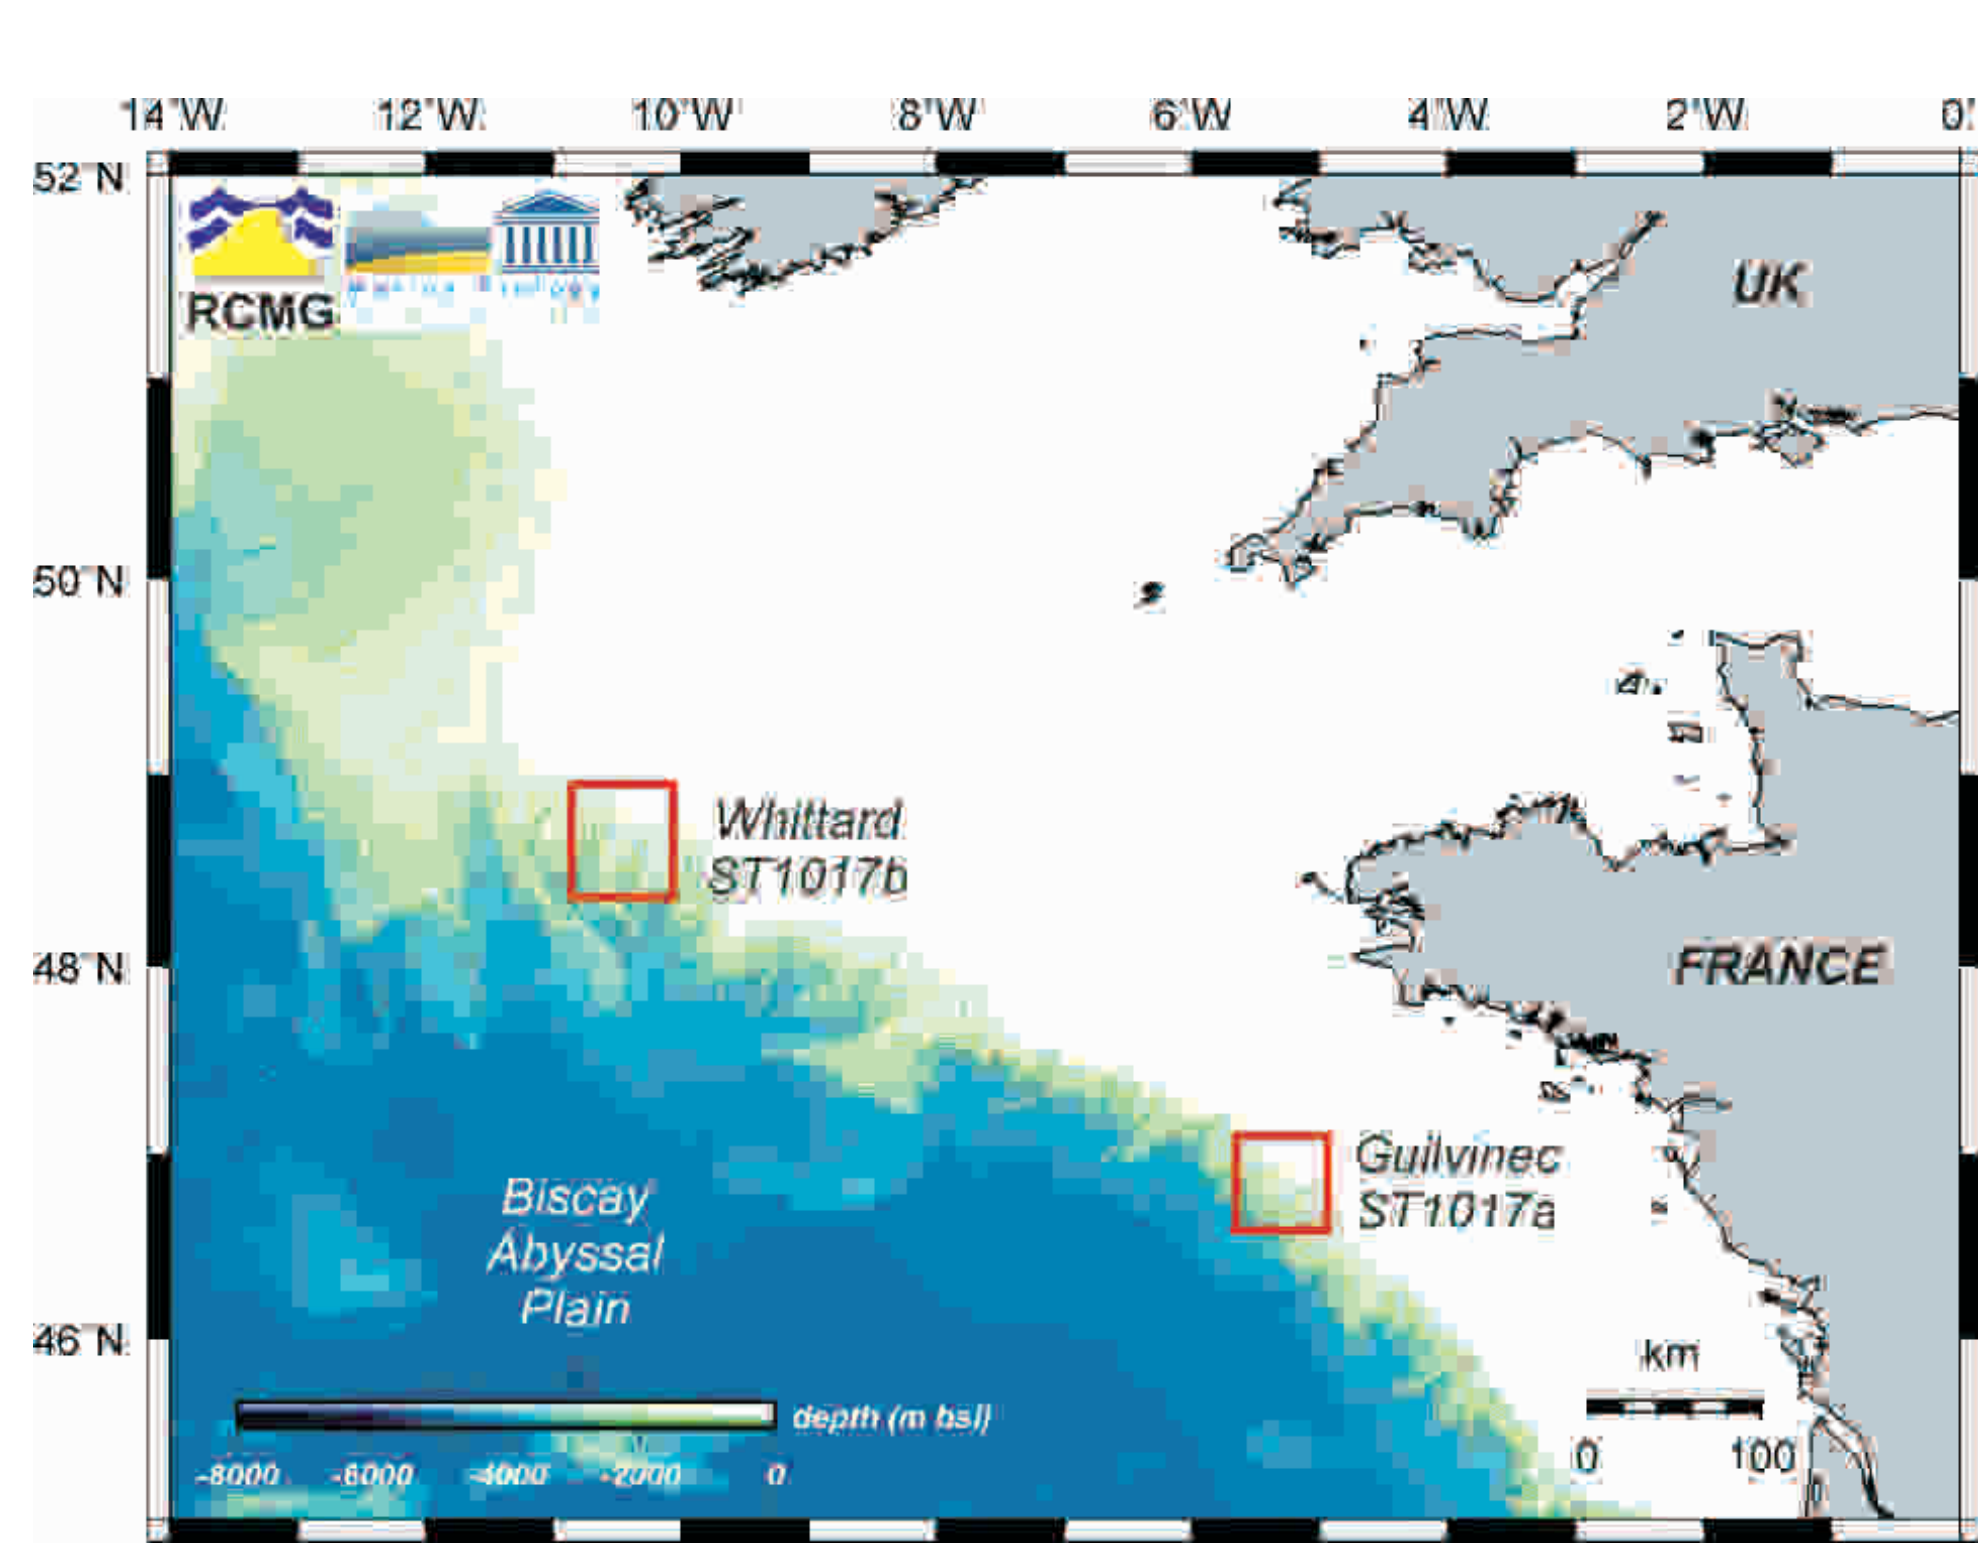 14°W 12°W 10°W 8°W 6°W 4°W 2°W 0°
52°N
RCMG
UK
50°N
Whittard
ST1017b
48°N
FRANCE
Guilvinec
ST1017a
Biscay
Abyssal
Plain
46°N
km
0 100
depth (m bsl)
-8000 -6000 -4000 -2000 0